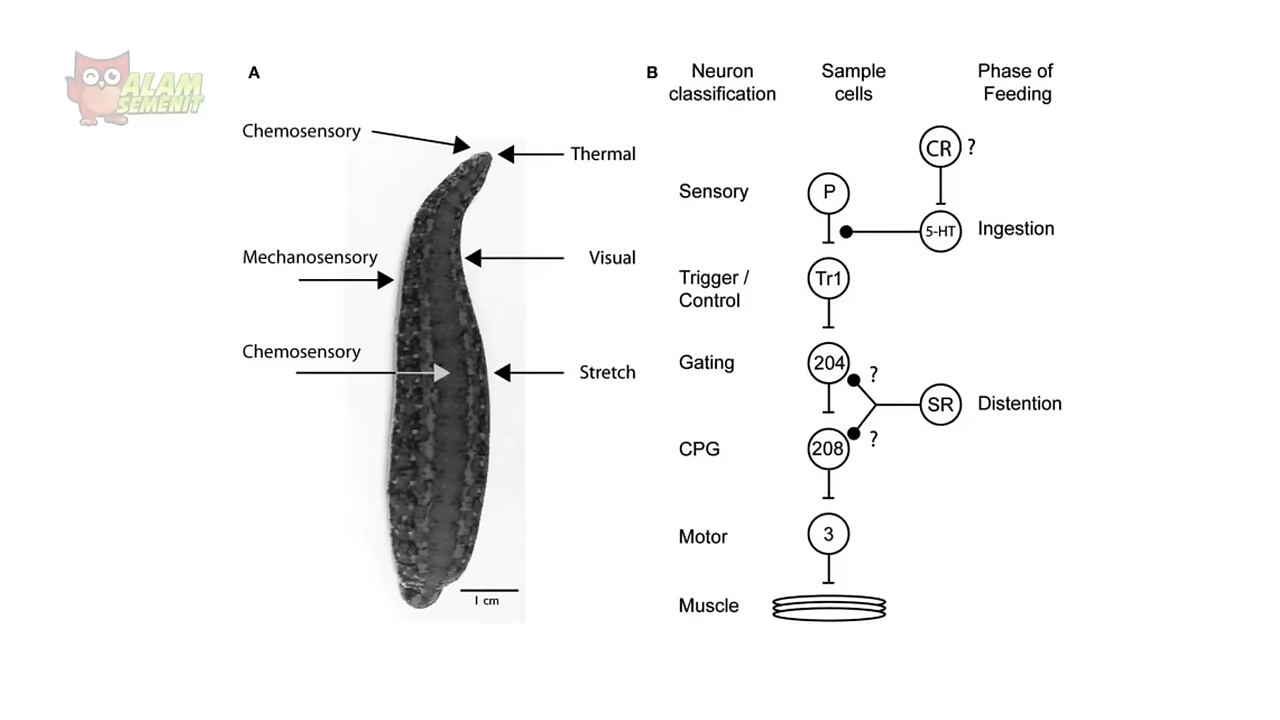 ALAM
SEMENIT
A
Chemosensory
Thermal
Mechanosensory
Visual
Chemosensory
Stretch
1 cm
B
Neuron
classification
Sample
cells
Phase of
Feeding
CR ?
Sensory
P
5-HT
Ingestion
Trigger /
Control
Tr1
Gating
204
?
SR
Distention
?
CPG
208
Motor
3
Muscle